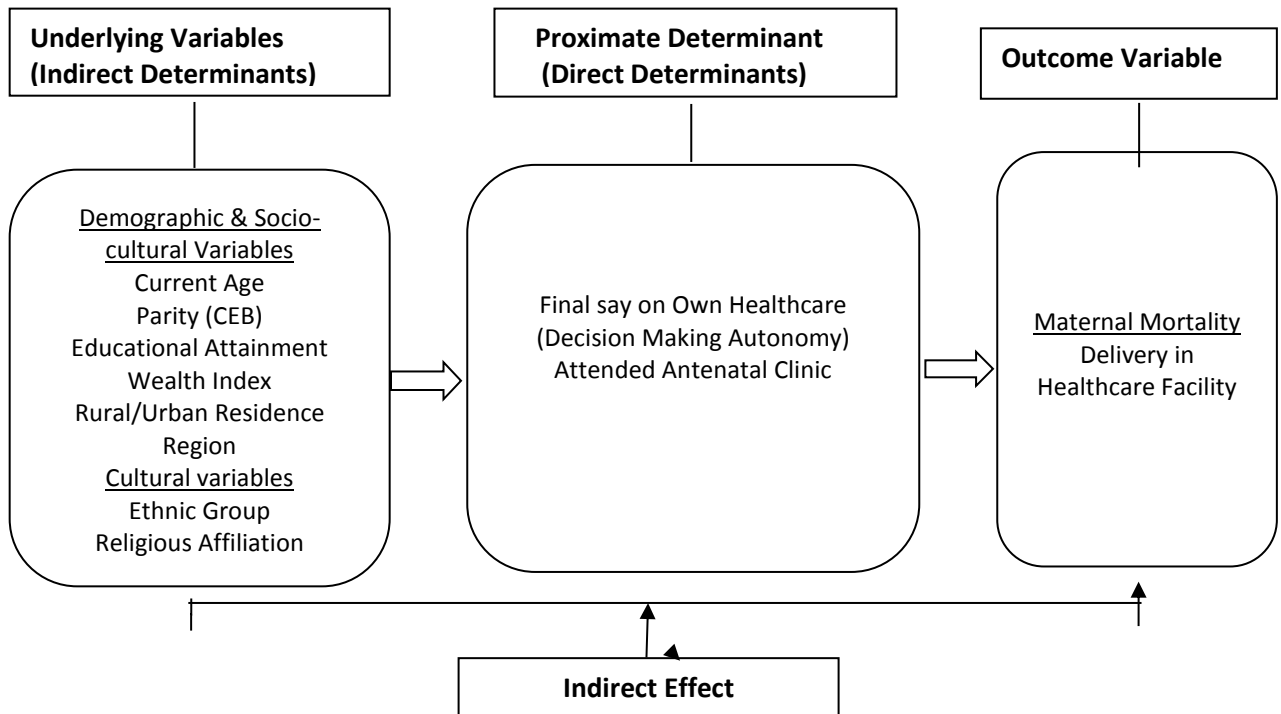 Underlying Variables
(Indirect Determinants)
Proximate Determinant
(Direct Determinants)
Outcome Variable
Demographic & Socio-
cultural Variables
Current Age
Parity (CEB)
Educational Attainment
Wealth Index
Rural/Urban Residence
Region
Cultural variables
Ethnic Group
Religious Affiliation
Final say on Own Healthcare
(Decision Making Autonomy)
Attended Antenatal Clinic
Maternal Mortality
Delivery in
Healthcare Facility
Indirect Effect